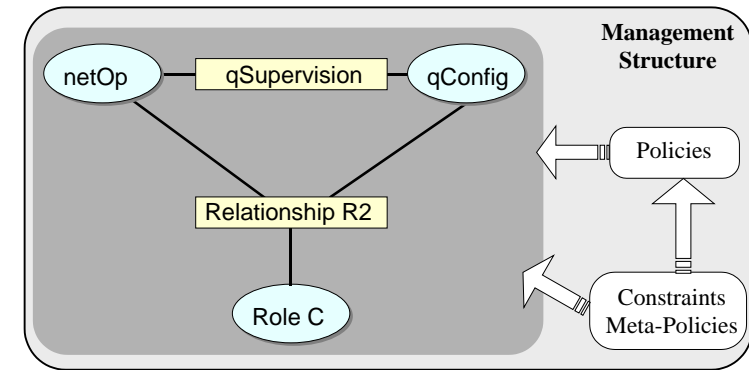 Management
Structure
netOp
qSupervision
qConfig
Policies
Relationship R2
Role C
Constraints
Meta-Policies